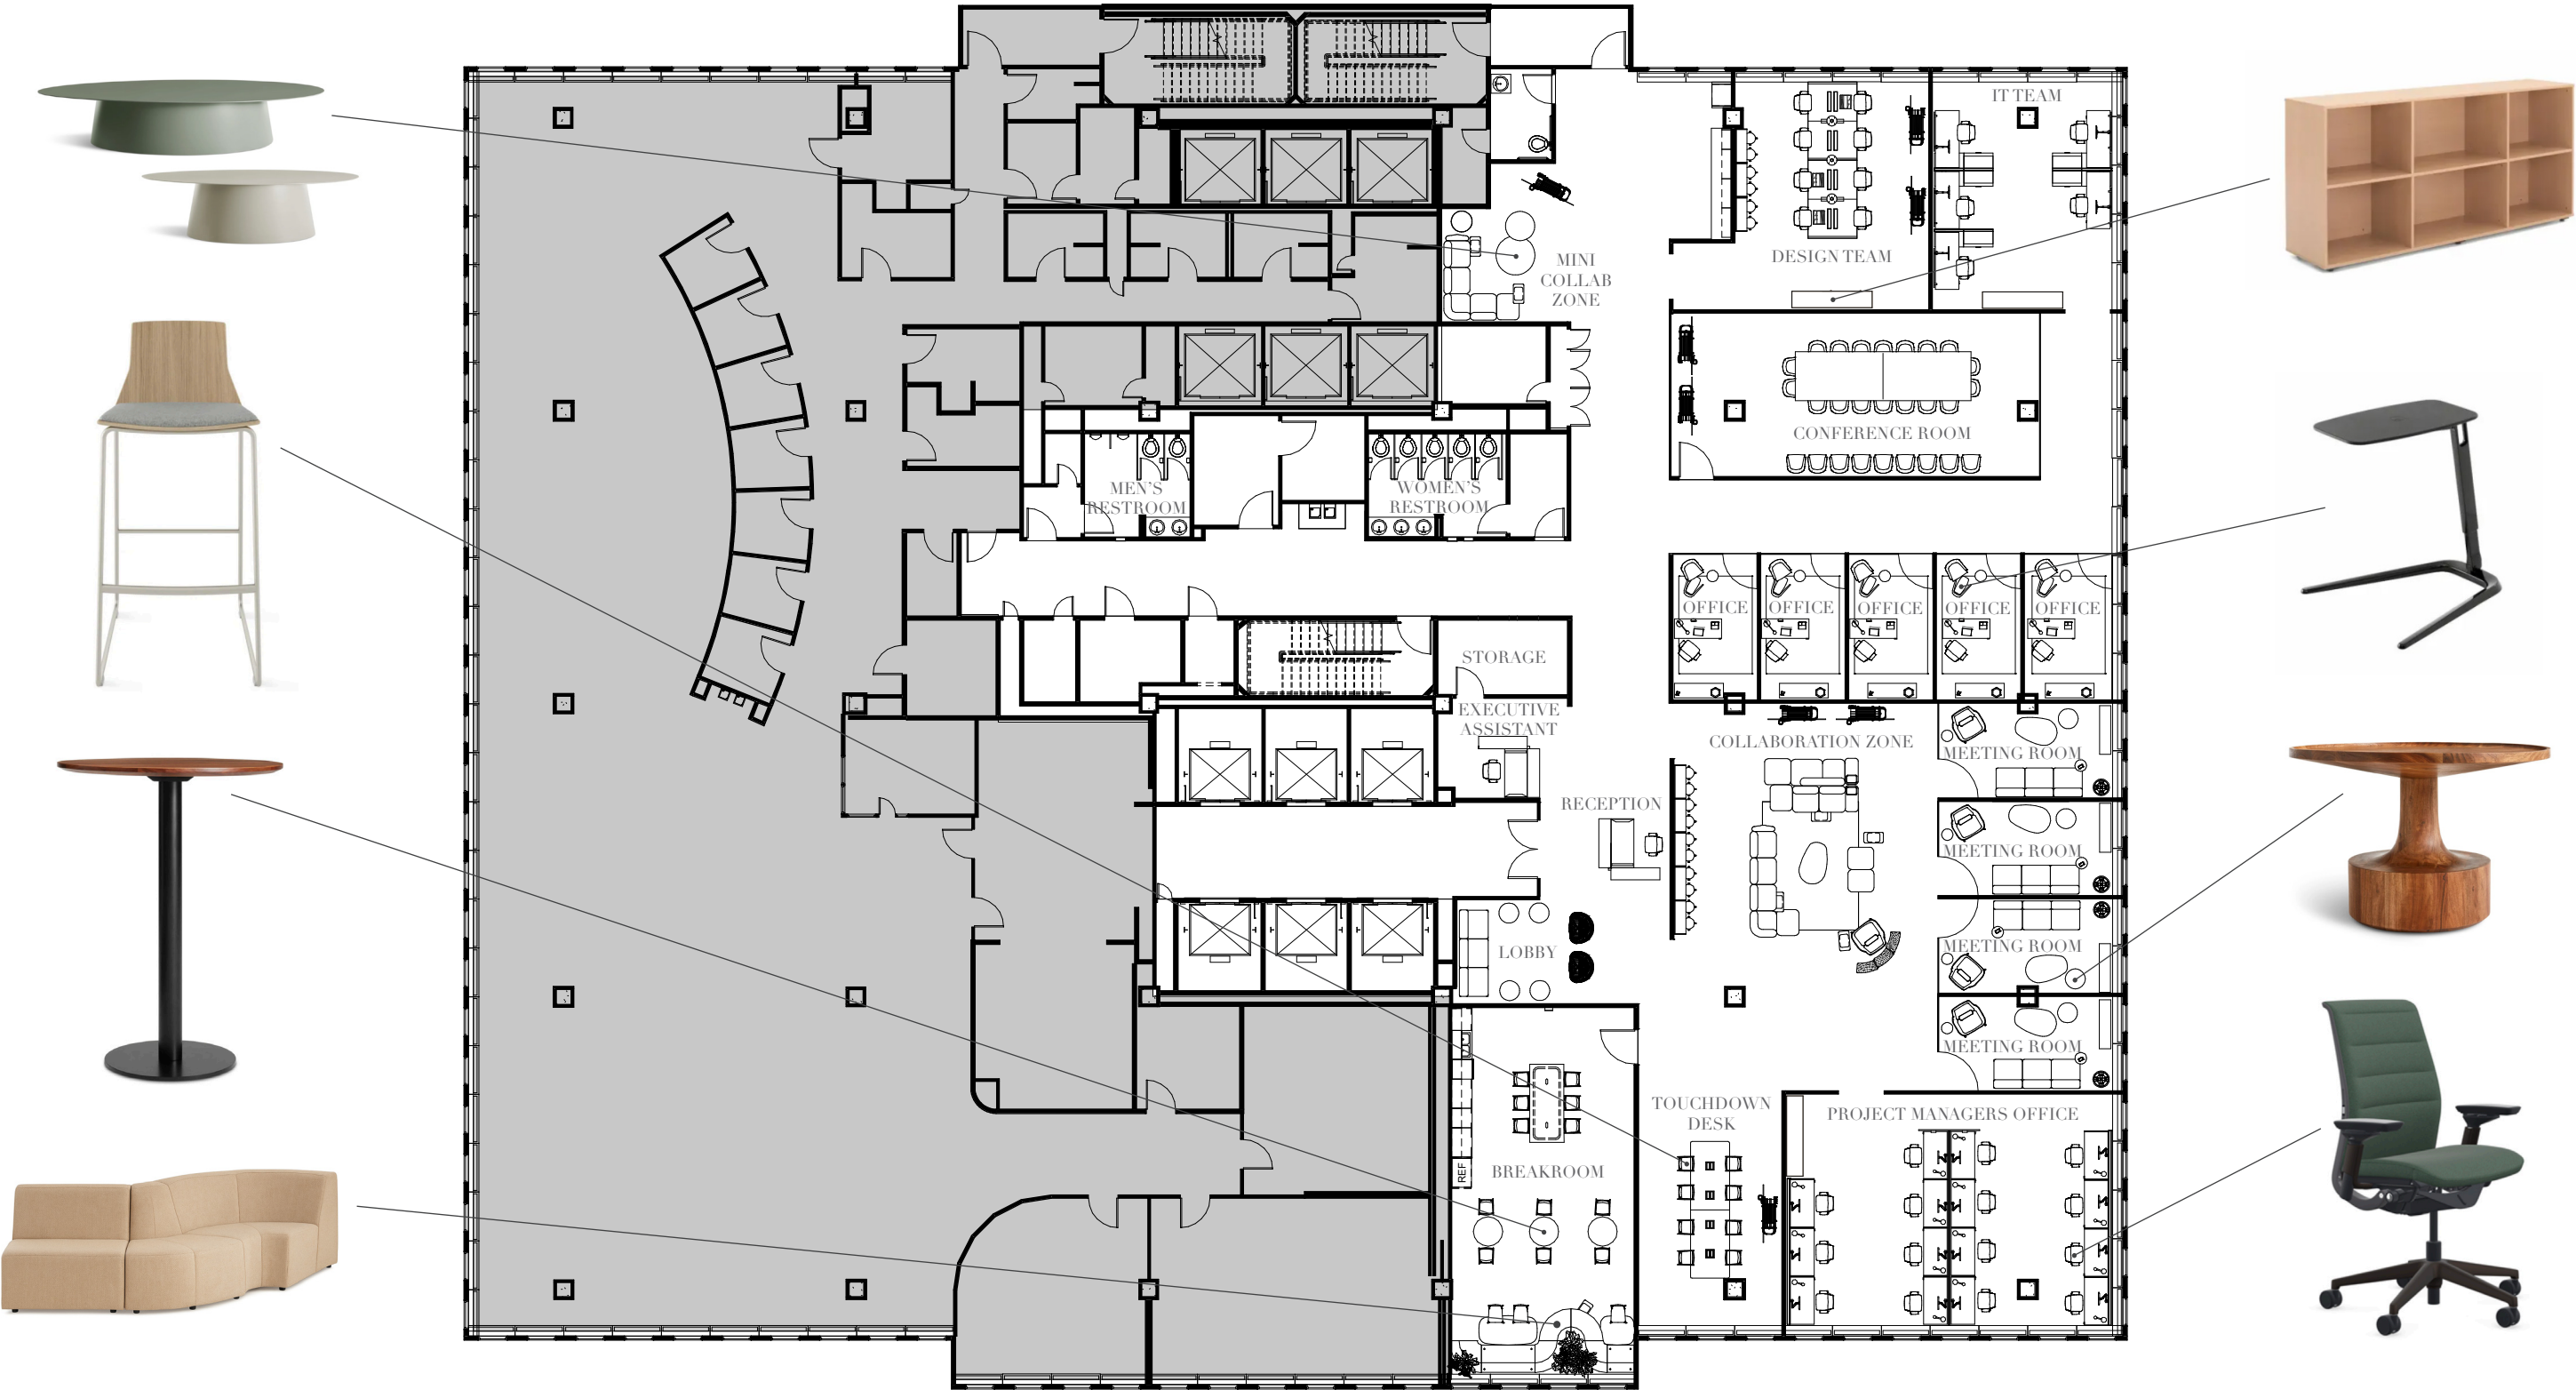 IT TEAM
DESIGN TEAM
MINI
COLLAB
ZONE
CONFERENCE ROOM
MEN'S
RESTROOM
WOMEN'S
RESTROOM
OFFICE
OFFICE
OFFICE
OFFICE
OFFICE
STORAGE
EXECUTIVE
ASSISTANT
COLLABORATION ZONE
MEETING ROOM
RECEPTION
MEETING ROOM
MEETING ROOM
LOBBY
MEETING ROOM
TOUCHDOWN
DESK
PROJECT MANAGERS OFFICE
BREAKROOM
REF